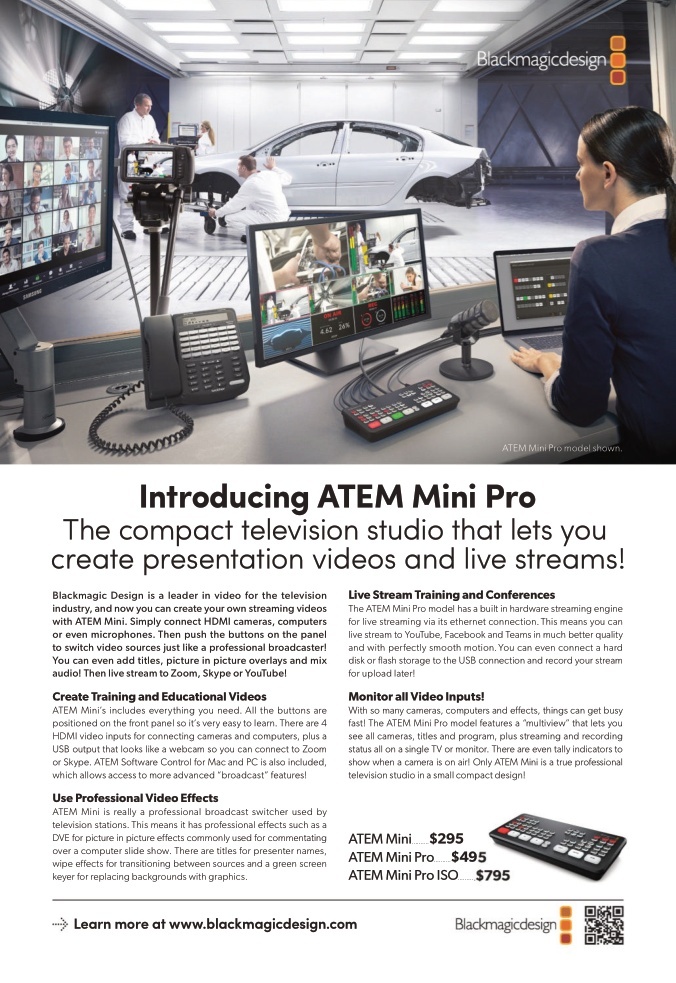 Blackmagicdesign
SAMSUNG
ON AIR
4.62 26%
ATEM Mini Pro model shown.
Introducing ATEM Mini Pro
The compact television studio that lets you
create presentation videos and live streams!
Blackmagic Design is a leader in video for the television
industry, and now you can create your own streaming videos
with ATEM Mini. Simply connect HDMI cameras, computers
or even microphones. Then push the buttons on the panel
to switch video sources just like a professional broadcaster!
You can even add titles, picture in picture overlays and mix
audio! Then live stream to Zoom, Skype or YouTube!
Create Training and Educational Videos
ATEM Mini’s includes everything you need. All the buttons are
positioned on the front panel so it’s very easy to learn. There are 4
HDMI video inputs for connecting cameras and computers, plus a
USB output that looks like a webcam so you can connect to Zoom
or Skype. ATEM Software Control for Mac and PC is also included,
which allows access to more advanced “broadcast” features!
Use Professional Video Effects
ATEM Mini is really a professional broadcast switcher used by
television stations. This means it has professional effects such as a
DVE for picture in picture effects commonly used for commentating
over a computer slide show. There are titles for presenter names,
wipe effects for transitioning between sources and a green screen
keyer for replacing backgrounds with graphics.
Live Stream Training and Conferences
The ATEM Mini Pro model has a built in hardware streaming engine
for live streaming via its ethernet connection. This means you can
live stream to YouTube, Facebook and Teams in much better quality
and with perfectly smooth motion. You can even connect a hard
disk or flash storage to the USB connection and record your stream
for upload later!
Monitor all Video Inputs!
With so many cameras, computers and effects, things can get busy
fast! The ATEM Mini Pro model features a “multiview” that lets you
see all cameras, titles and program, plus streaming and recording
status all on a single TV or monitor. There are even tally indicators to
show when a camera is on air! Only ATEM Mini is a true professional
television studio in a small compact design!
ATEM Mini........$295
ATEM Mini Pro........$495
ATEM Mini Pro ISO........$795
Learn more at www.blackmagicdesign.com
Blackmagicdesign